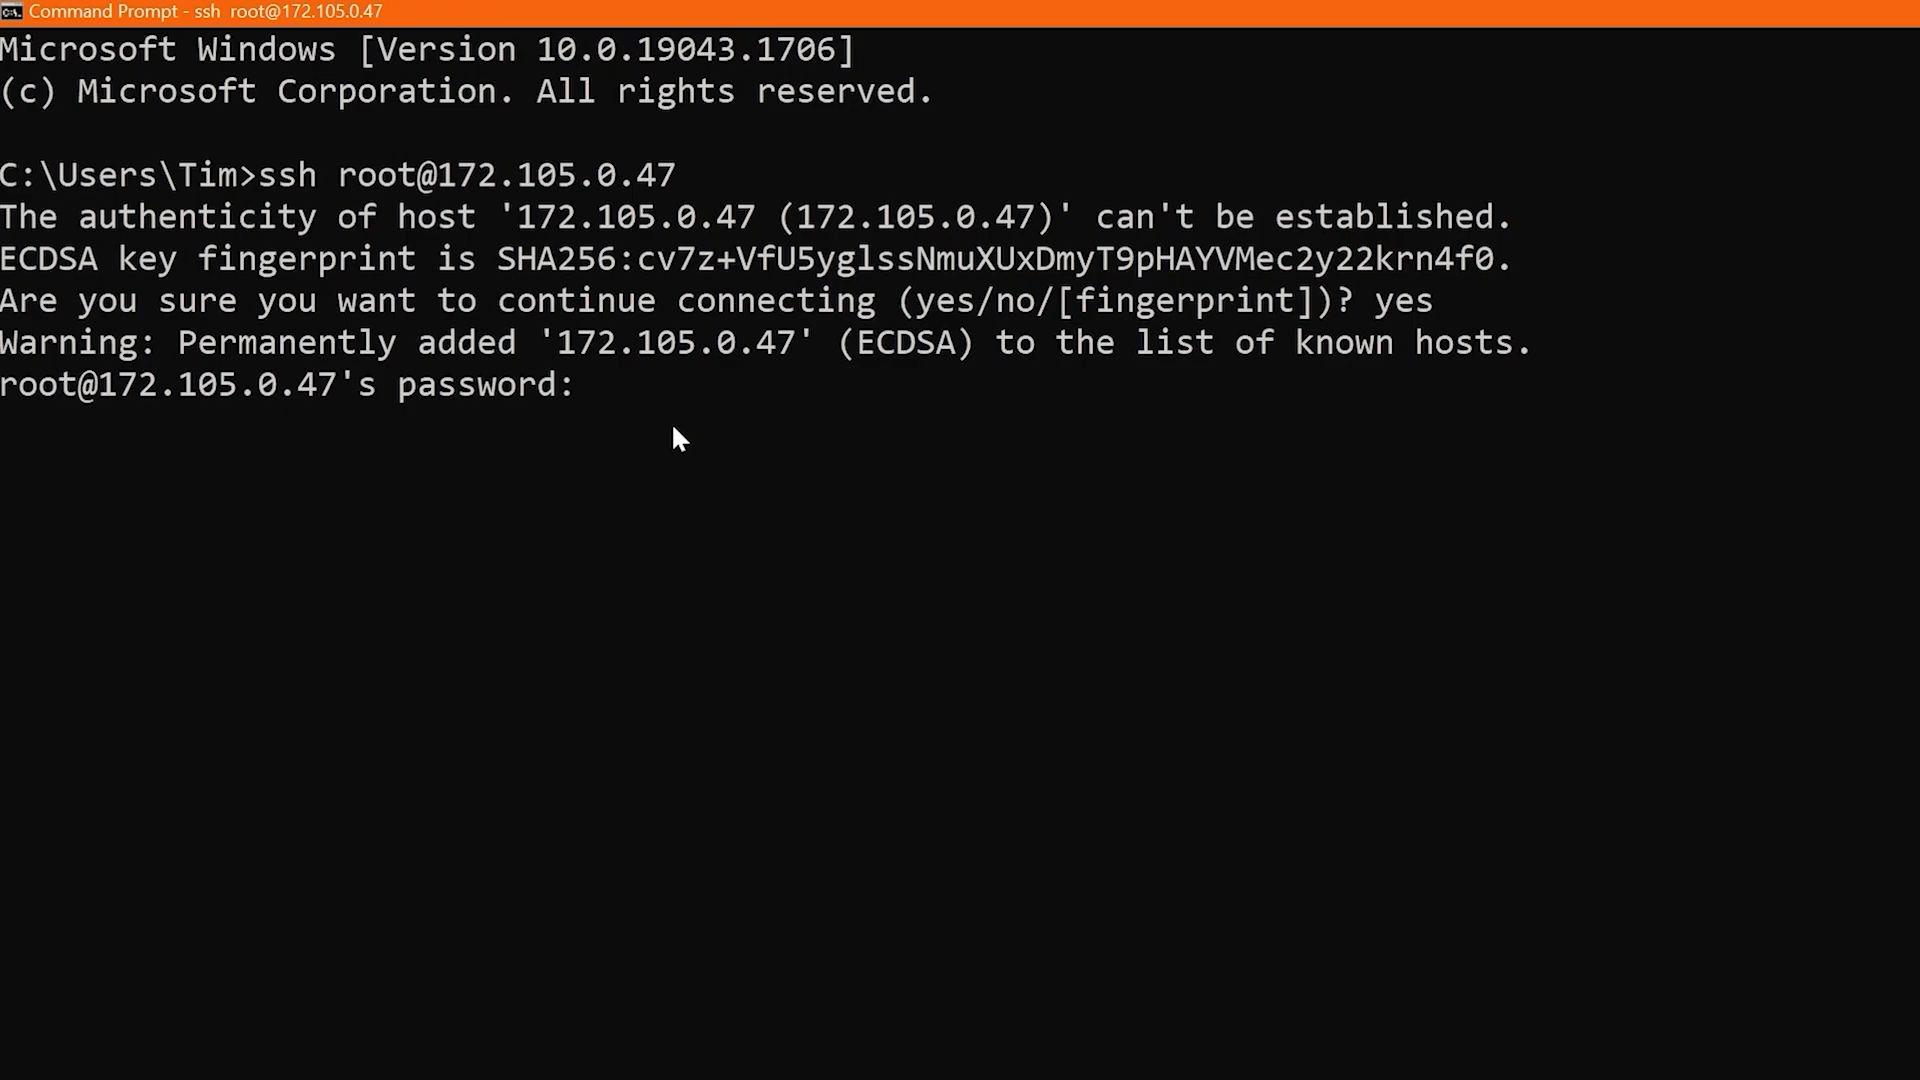 Command Prompt - ssh  root@172.105.0.47
Microsoft Windows [Version 10.0.19043.1706]
(c) Microsoft Corporation. All rights reserved.
C:\Users\Tim>ssh root@172.105.0.47
The authenticity of host '172.105.0.47 (172.105.0.47)' can't be established.
ECDSA key fingerprint is SHA256:cv7z+VfU5yglssNmuXUxDmyT9pHAYVMec2y22krn4f0.
Are you sure you want to continue connecting (yes/no/[fingerprint])? yes
Warning: Permanently added '172.105.0.47' (ECDSA) to the list of known hosts.
root@172.105.0.47's password: